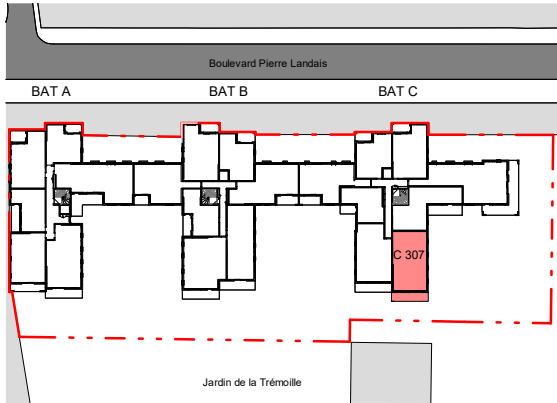 Boulevard Pierre Landais
BAT A
BAT B
BAT C
C 307
Jardin de la Trémoille